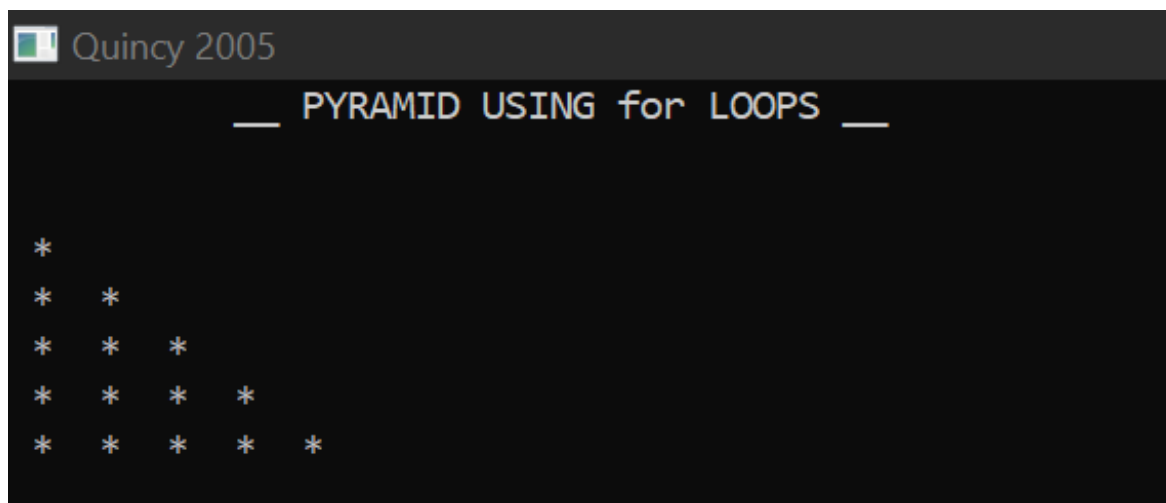 Quincy 2005
__ PYRAMID USING for LOOPS __
*
* *
* * *
* * * *
* * * * *